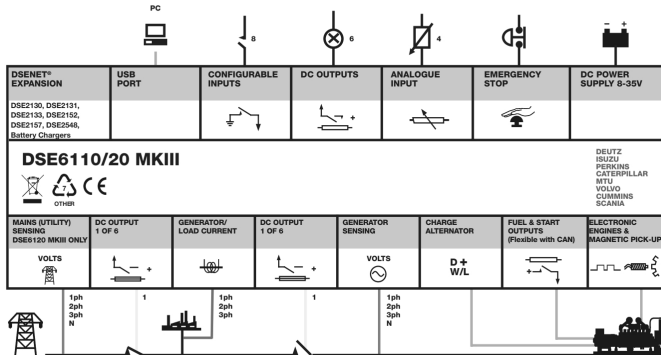 PC
8
6
4
- +
DSENET® EXPANSION
DSE2130, DSE2131,
DSE2133, DSE2152,
DSE2157, DSE2548,
Battery Chargers
USB
PORT
CONFIGURABLE
INPUTS
DC OUTPUTS
+
ANALOGUE
INPUT
EMERGENCY
STOP
DC POWER
SUPPLY 8-35V
DSE6110/20 MKIII
7
OTHER
CE
DEUTZ
ISUZU
PERKINS
CATERPILLAR
MTU
VOLVO
CUMMINS
SCANIA
MAINS (UTILITY)
SENSING
DSE6120 MKIII ONLY
VOLTS
DC OUTPUT
1 OF 6
+
GENERATOR/
LOAD CURRENT
DC OUTPUT
1 OF 6
+
GENERATOR
SENSING
VOLTS
CHARGE
ALTERNATOR
D +
W/L
FUEL & START
OUTPUTS
(Flexible with CAN)
+
ELECTRONIC
ENGINES &
MAGNETIC PICK-UP
1ph
2ph
3ph
N
1
1ph
2ph
3ph
1
1ph
2ph
3ph
N